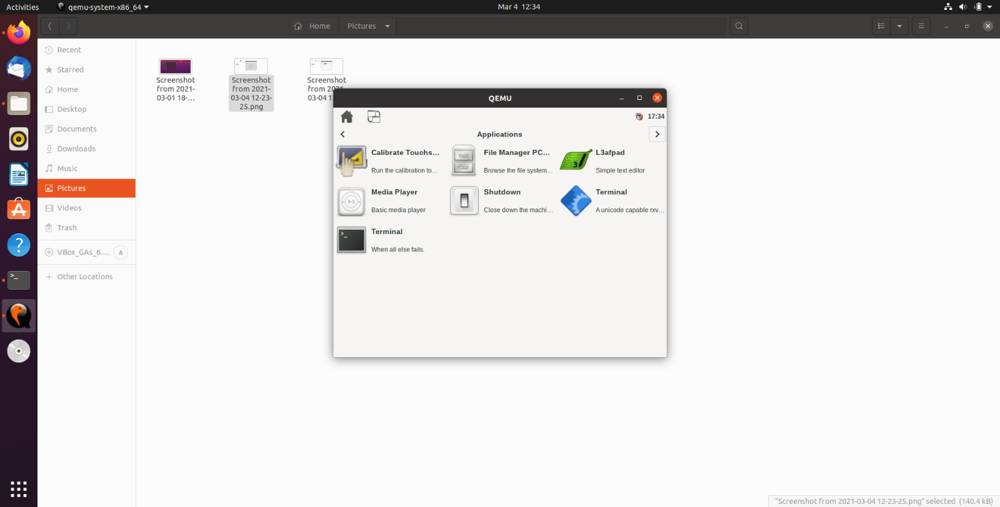 Activities
qemu-system-x86_64
Mar 4 12:34
Home
Pictures
Recent
Starred
Home
Desktop
Documents
Downloads
Music
Pictures
Videos
Trash
VBox_GAs_6....
Other Locations
Screenshot
from 2021-
03-01 18-...
Screenshot
from 2021-
03-04 12-23-
25.png
Screenshot
from 2021-
03-04
QEMU
17:34
Applications
Calibrate Touchs...
Run the calibration to...
File Manager PC...
Browse the file system...
L3afpad
Simple text editor
Media Player
Basic media player
Shutdown
Close down the machi...
Terminal
A unicode capable rxv...
Terminal
When all else fails.
"Screenshot from 2021-03-04 12-23-25.png" selected (140.4 kB)